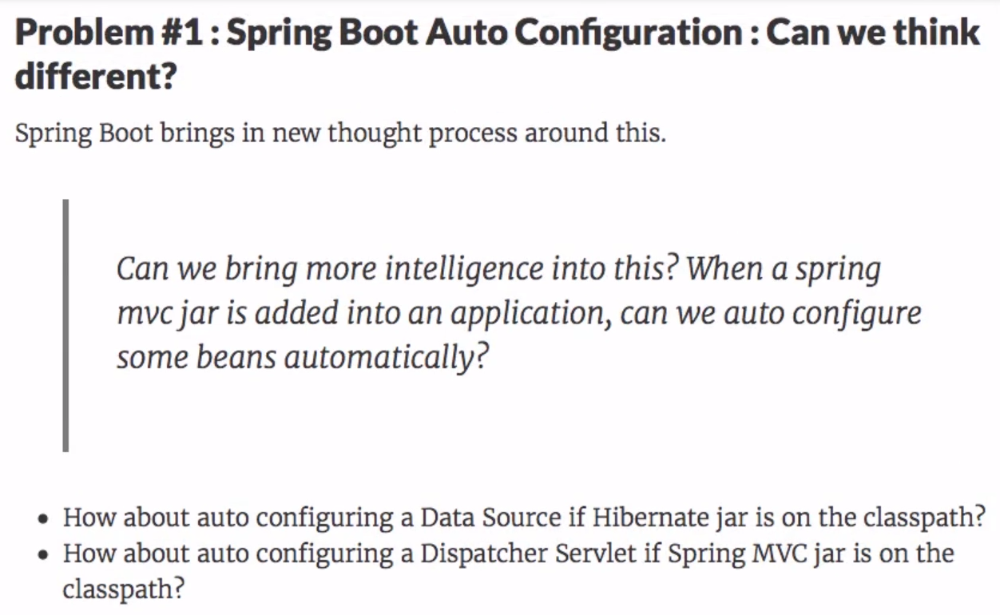 Problem #1 : Spring Boot Auto Configuration : Can we think
different?
Spring Boot brings in new thought process around this.
Can we bring more intelligence into this? When a spring
mvc jar is added into an application, can we auto configure
some beans automatically?
• How about auto configuring a Data Source if Hibernate jar is on the classpath?
• How about auto configuring a Dispatcher Servlet if Spring MVC jar is on the
classpath?